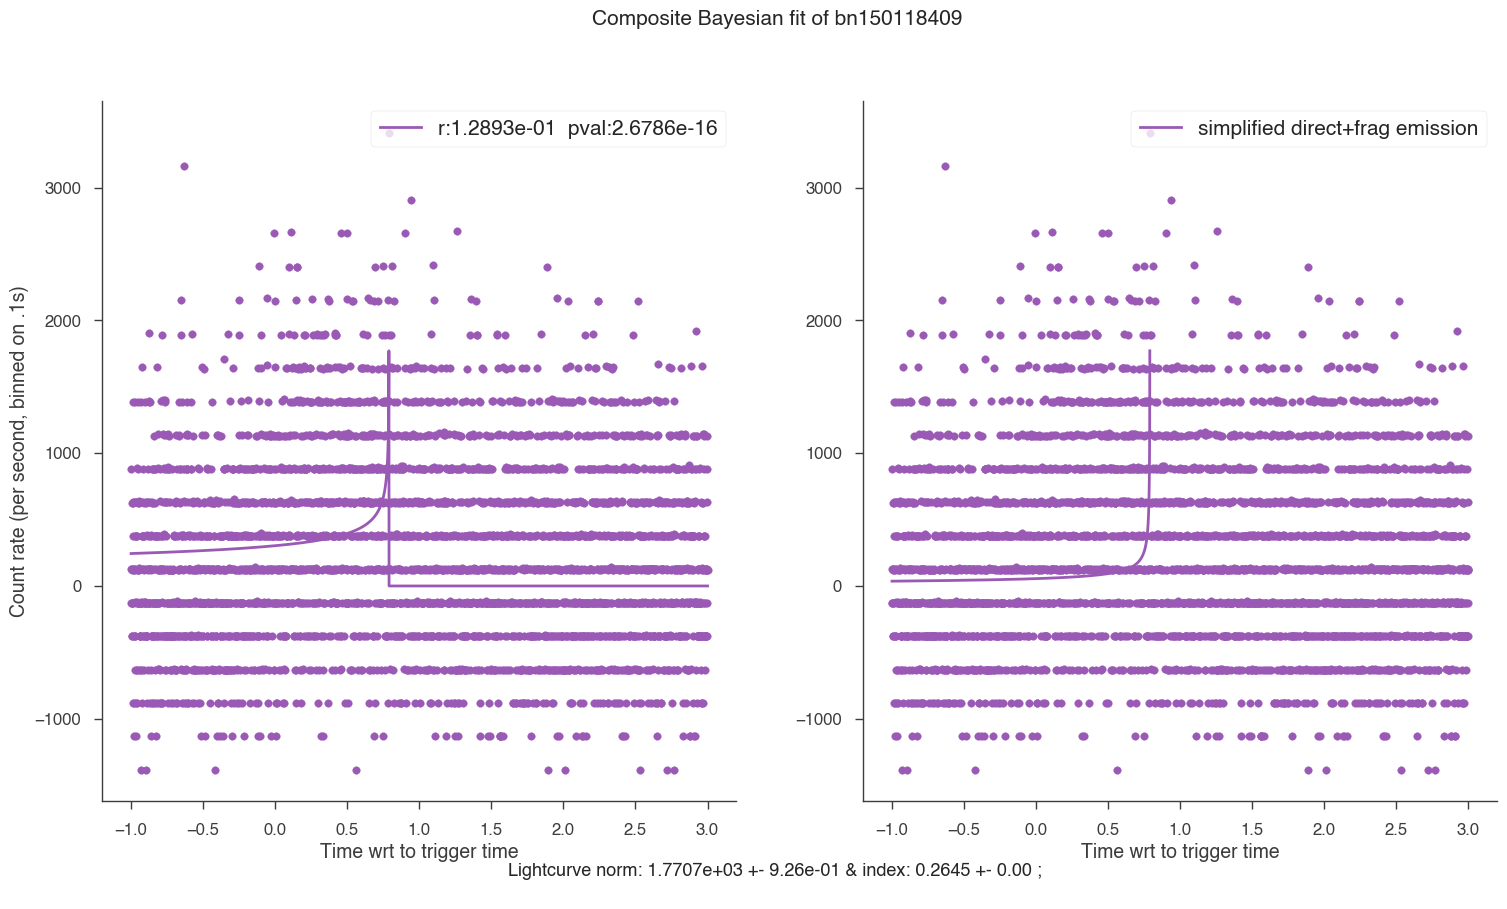 Composite Bayesian fit of bn150118409
r:1.2893e-01  pval:2.6786e-16
simplified direct+frag emission
Count rate (per second, binned on .1s)
3000
2000
1000
0
−1000
3000
2000
1000
0
−1000
−1.0 −0.5 0.0 0.5 1.0 1.5 2.0 2.5 3.0
−1.0 −0.5 0.0 0.5 1.0 1.5 2.0 2.5 3.0
Time wrt to trigger time
Time wrt to trigger time
Lightcurve norm: 1.7707e+03 +- 9.26e-01 & index: 0.2645 +- 0.00 ;